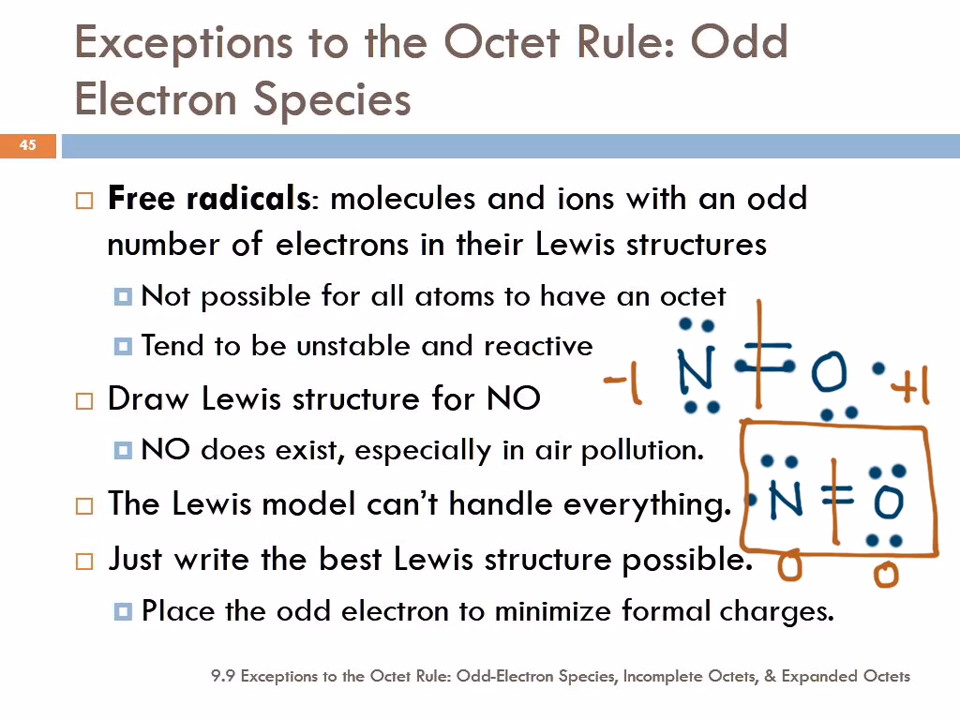 Exceptions to the Octet Rule: Odd
Electron Species
45
Free radicals: molecules and ions with an odd
number of electrons in their Lewis structures
Not possible for all atoms to have an octet
Tend to be unstable and reactive
-1 N = O +1
Draw Lewis structure for NO
NO does exist, especially in air pollution.
N = O
The Lewis model can't handle everything.
Just write the best Lewis structure possible.
0 0
Place the odd electron to minimize formal charges.
9.9 Exceptions to the Octet Rule: Odd-Electron Species, Incomplete Octets, & Expanded Octets